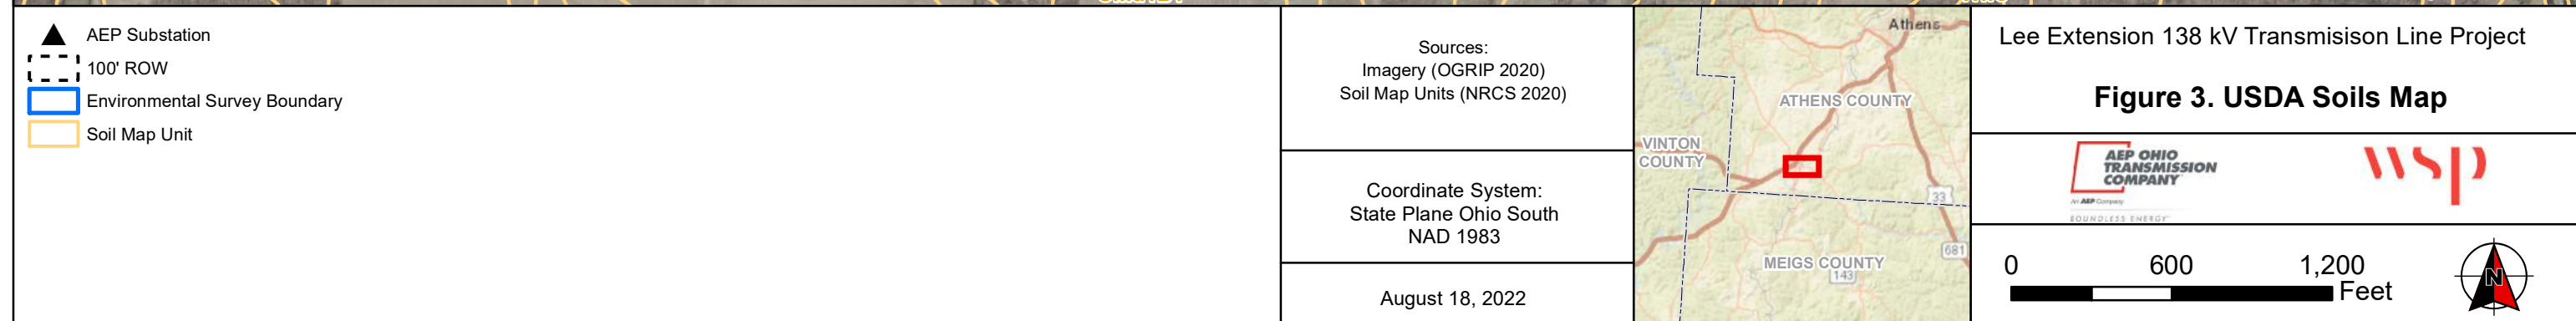 AEP Substation
100' ROW
Environmental Survey Boundary
Soil Map Unit
Sources:
Imagery (OGRIP 2020)
Soil Map Units (NRCS 2020)
Coordinate System:
State Plane Ohio South
NAD 1983
August 18, 2022
Athens
ATHENS COUNTY
VINTON
COUNTY
33
681
MEIGS COUNTY
143
Lee Extension 138 kV Transmisison Line Project
Figure 3. USDA Soils Map
AEP OHIO
TRANSMISSION
COMPANY
An AEP Company
BOUNDLESS ENERGY
wsp
0 600 1,200
Feet
N